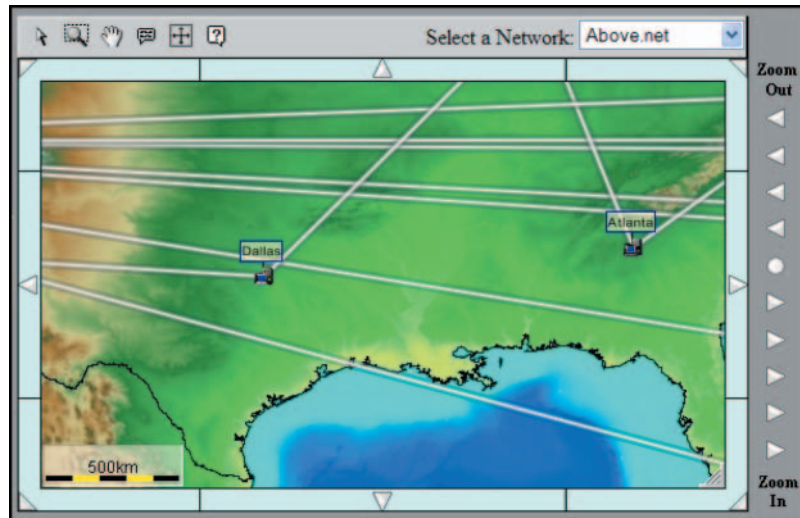 Select a Network: Above.net
Zoom
Out
Atlanta
Dallas
500km
Zoom
In